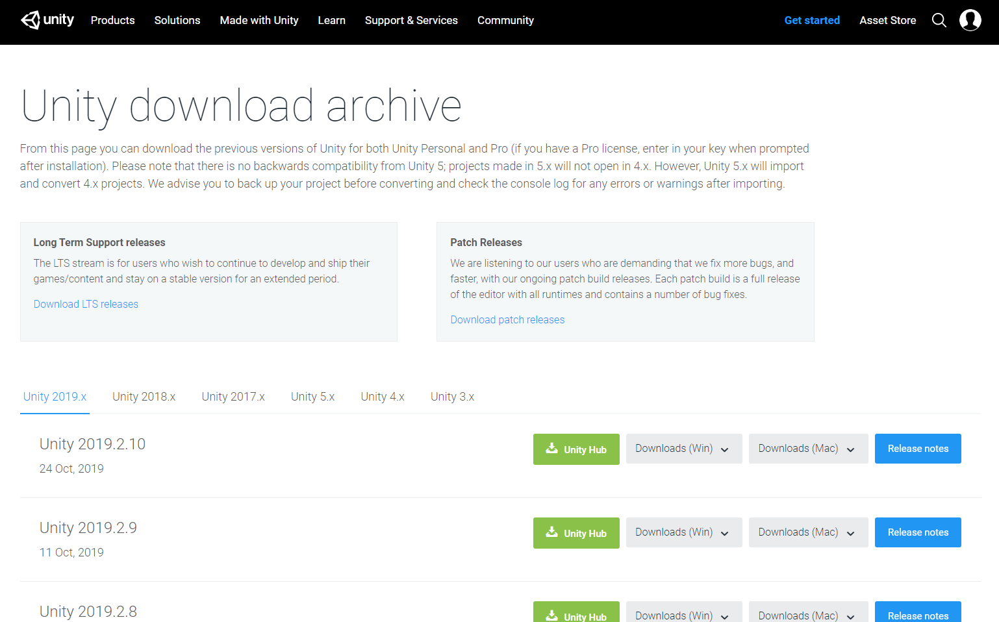 unity Products Solutions Made with Unity Learn Support & Services Community Get started Asset Store
Unity download archive
From this page you can download the previous versions of Unity for both Unity Personal and Pro (if you have a Pro license, enter in your key when prompted
after installation). Please note that there is no backwards compatibility from Unity 5; projects made in 5.x will not open in 4.x. However, Unity 5.x will import
and convert 4.x projects. We advise you to back up your project before converting and check the console log for any errors or warnings after importing.
Long Term Support releases
The LTS stream is for users who wish to continue to develop and ship their
games/content and stay on a stable version for an extended period.
Download LTS releases
Patch Releases
We are listening to our users who are demanding that we fix more bugs, and
faster, with our ongoing patch build releases. Each patch build is a full release
of the editor with all runtimes and contains a number of bug fixes.
Download patch releases
Unity 2019.x Unity 2018.x Unity 2017.x Unity 5.x Unity 4.x Unity 3.x
Unity 2019.2.10 Unity Hub Downloads (Win) Downloads (Mac) Release notes
24 Oct, 2019
Unity 2019.2.9 Unity Hub Downloads (Win) Downloads (Mac) Release notes
11 Oct, 2019
Unity 2019.2.8 Unity Hub Downloads (Win) Downloads (Mac) Release notes